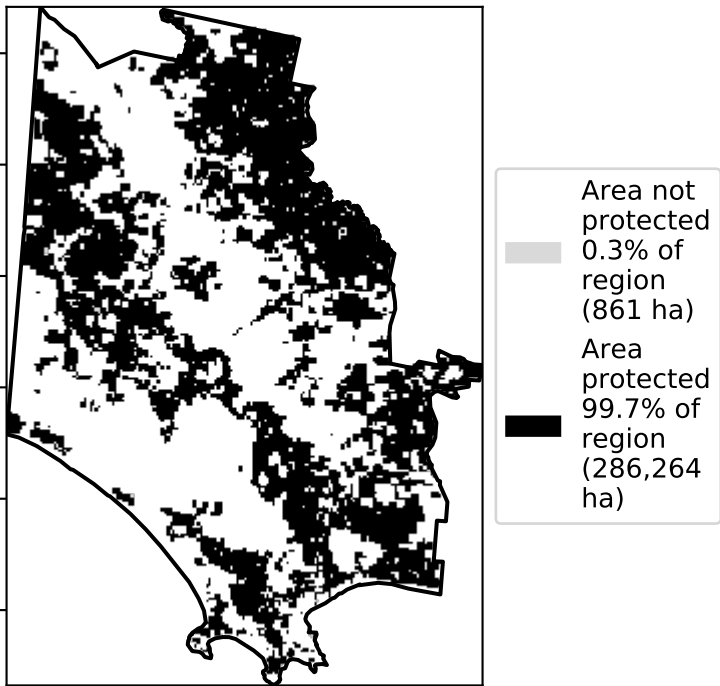 Area not
protected
0.3% of
region
(861 ha)
Area
protected
99.7% of
region
(286,264
ha)